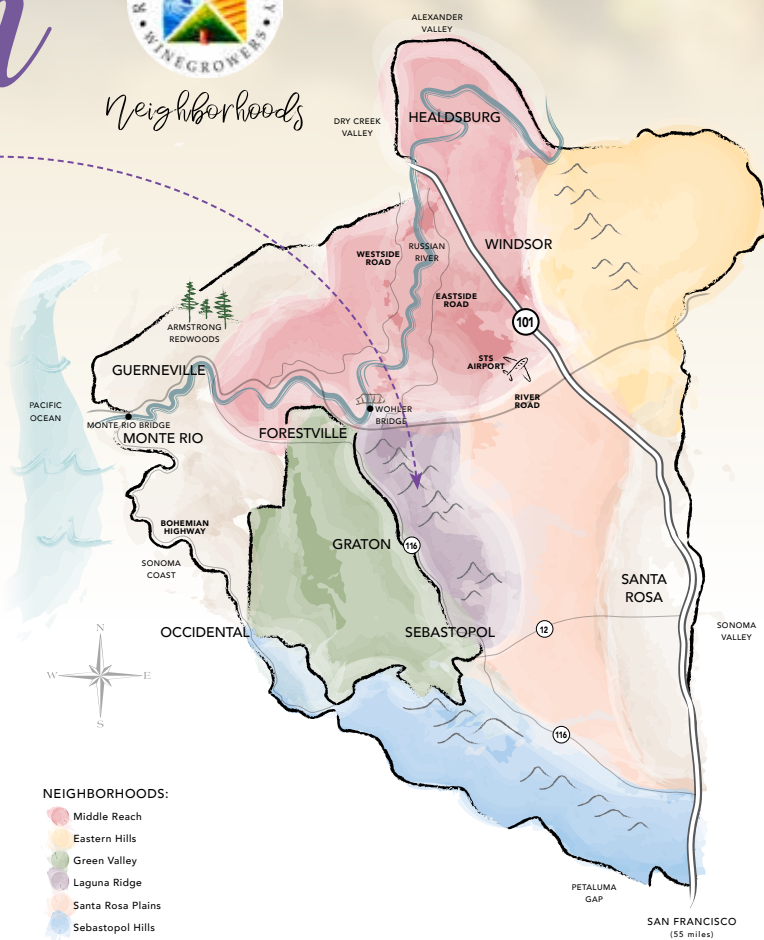 WINEGROWERS
Neighborhoods
ALEXANDER
VALLEY
DRY CREEK
VALLEY
HEALDSBURG
WESTSIDE
ROAD
RUSSIAN
RIVER
WINDSOR
EASTSIDE
ROAD
101
ARMSTRONG
REDWOODS
STS
AIRPORT
GUERNEVILLE
RIVER
ROAD
PACIFIC
OCEAN
WOHLER
BRIDGE
MONTE RIO BRIDGE
MONTE RIO
FORESTVILLE
BOHEMIAN
HIGHWAY
GRATON
116
SONOMA
COAST
SANTA
ROSA
OCCIDENTAL
SEBASTOPOL
12
SONOMA
VALLEY
N
W
E
S
116
NEIGHBORHOODS:
Middle Reach
Eastern Hills
Green Valley
Laguna Ridge
Santa Rosa Plains
Sebastopol Hills
PETALUMA
GAP
SAN FRANCISCO
(55 miles)